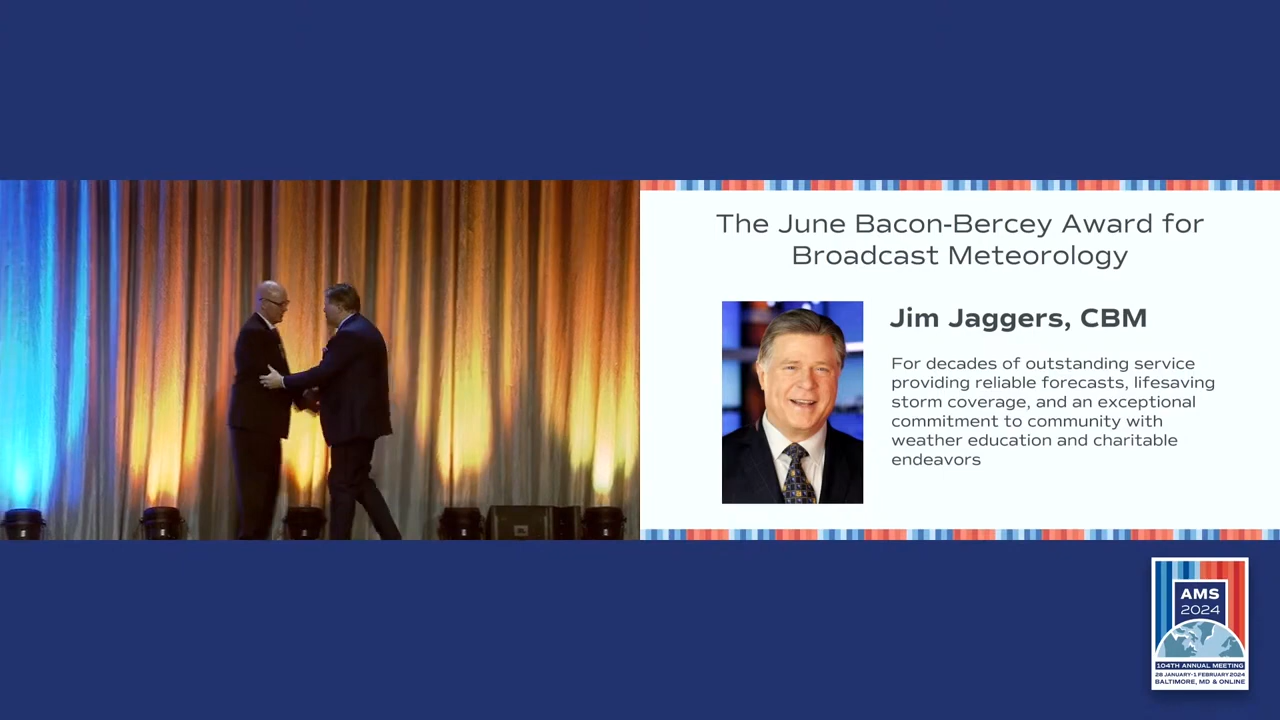 The June Bacon-Bercey Award for
Broadcast Meteorology
Jim Jaggers, CBM
For decades of outstanding service
providing reliable forecasts, lifesaving
storm coverage, and an exceptional
commitment to community with
weather education and charitable
endeavors
AMS
2024
104TH ANNUAL MEETING
28 JANUARY-1 FEBRUARY 2024
BALTIMORE, MD & ONLINE